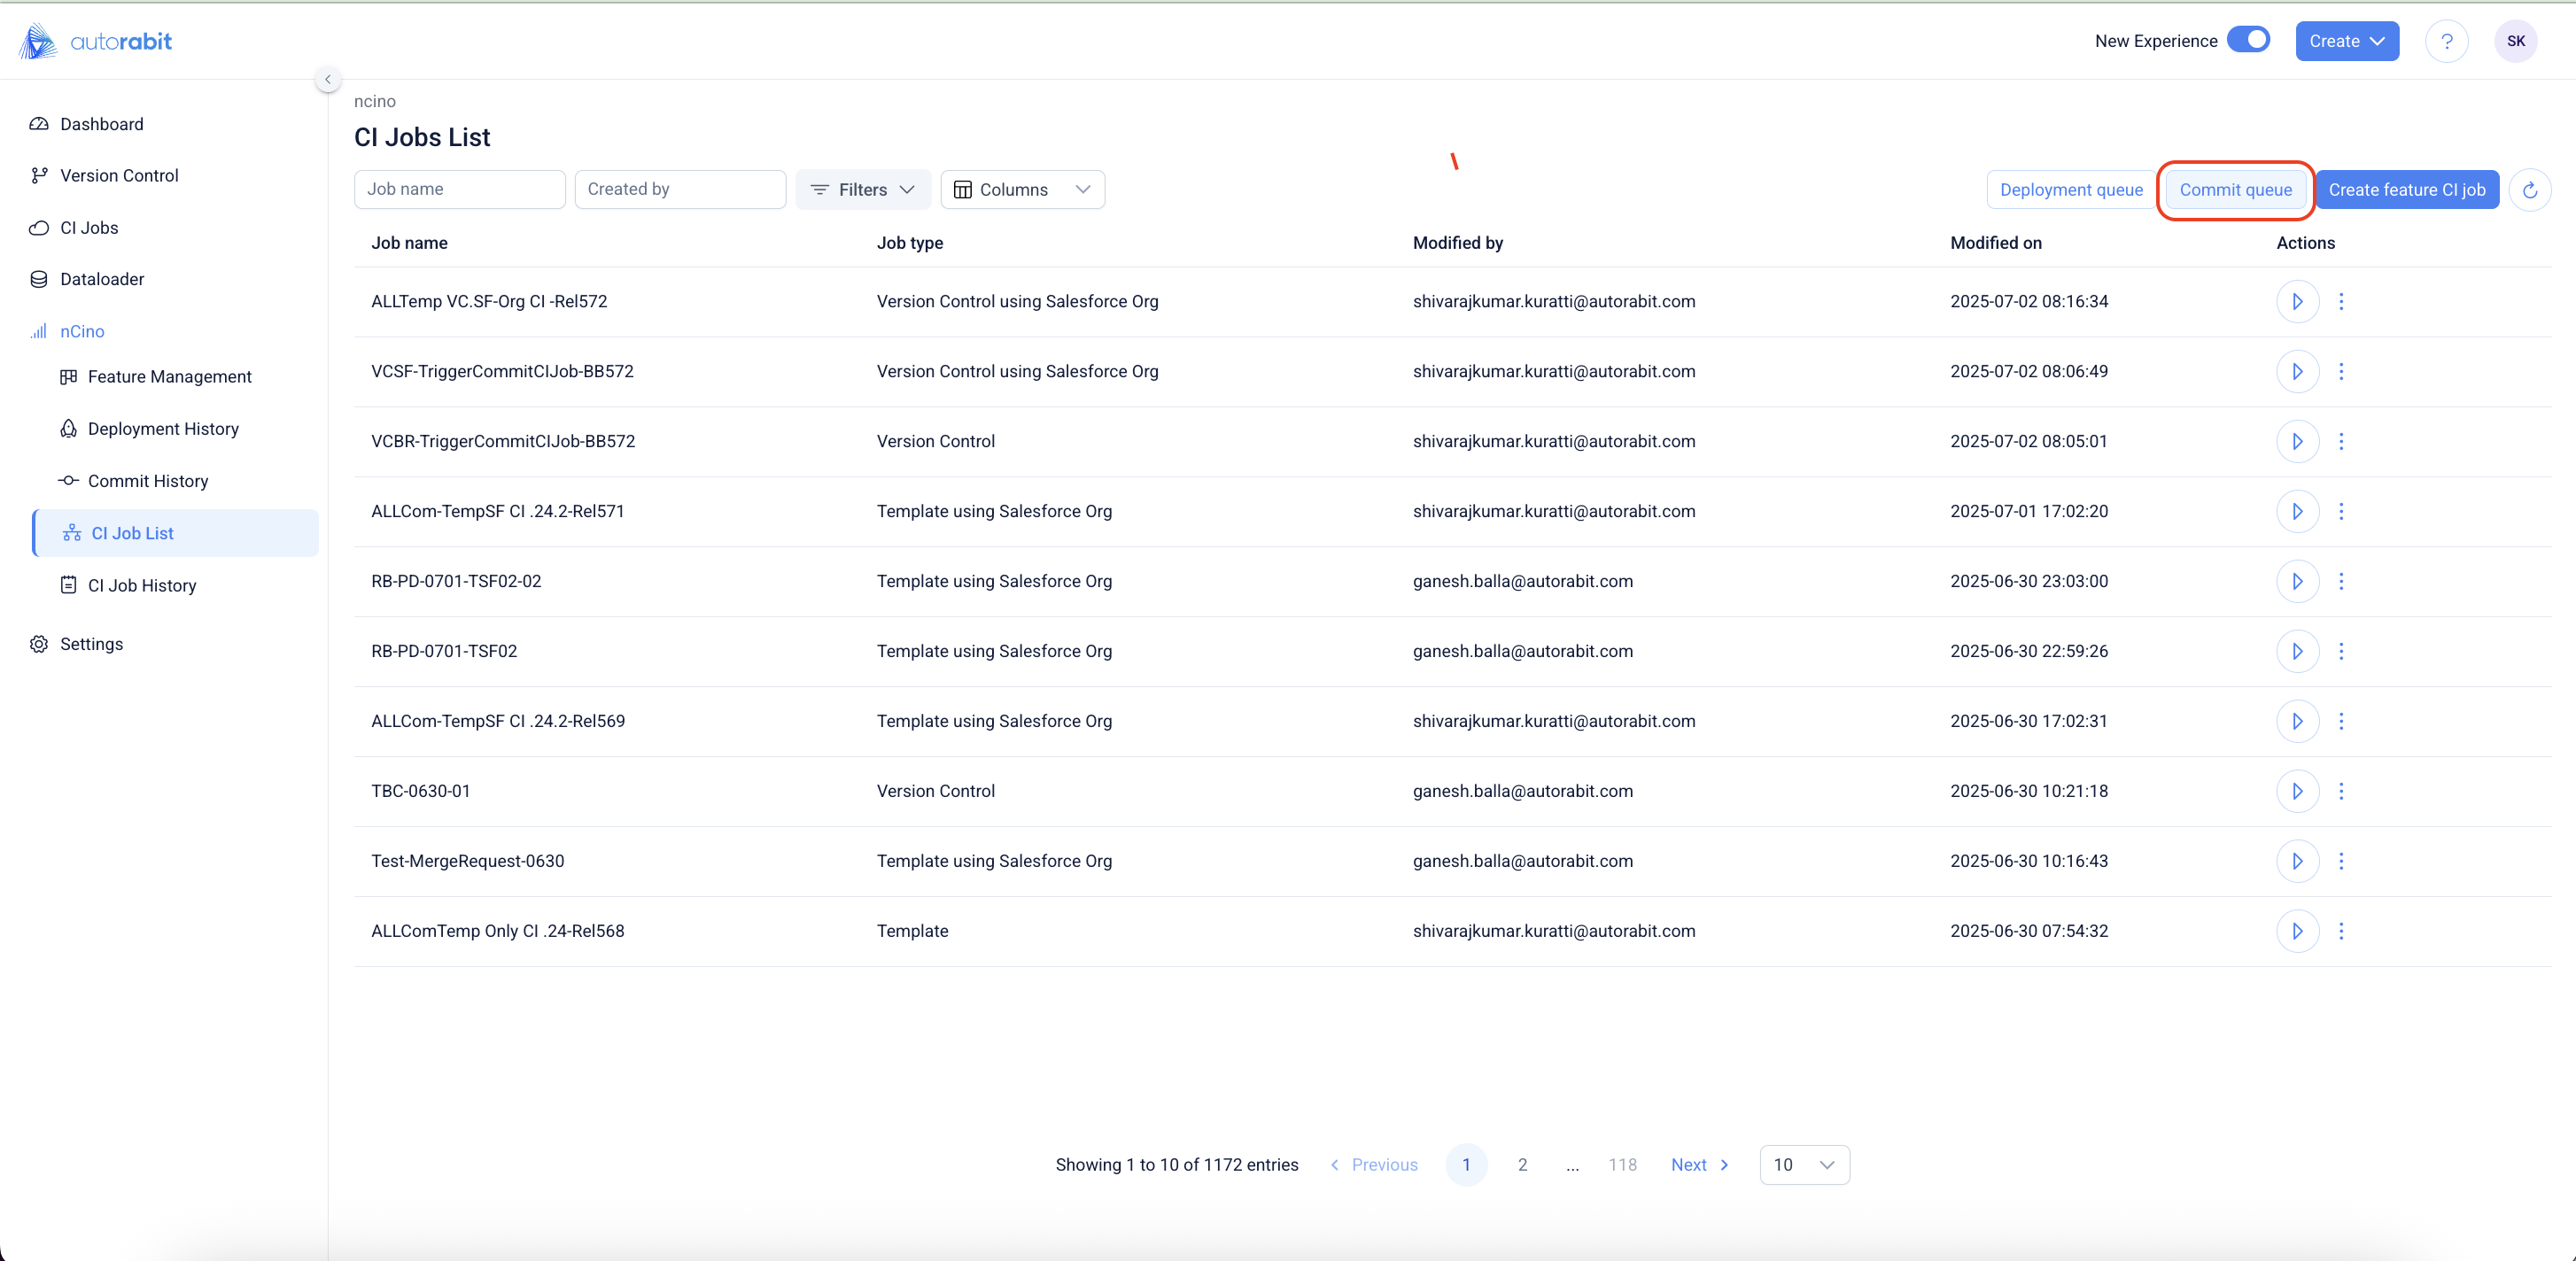 autorabit
New Experience
Create
?
SK
Dashboard
Version Control
CI Jobs
Dataloader
nCino
Feature Management
Deployment History
Commit History
CI Job List
CI Job History
Settings
ncino
CI Jobs List
Job name
Created by
Filters
Columns
Deployment queue
Commit queue
Create feature CI job
Job name Job type Modified by Modified on Actions
ALLTemp VC.SF-Org CI -Rel572 Version Control using Salesforce Org shivarajkumar.kuratti@autorabit.com 2025-07-02 08:16:34
VCSF-TriggerCommitCIJob-BB572 Version Control using Salesforce Org shivarajkumar.kuratti@autorabit.com 2025-07-02 08:06:49
VCBR-TriggerCommitCIJob-BB572 Version Control shivarajkumar.kuratti@autorabit.com 2025-07-02 08:05:01
ALLCom-TempSF CI .24.2-Rel571 Template using Salesforce Org shivarajkumar.kuratti@autorabit.com 2025-07-01 17:02:20
RB-PD-0701-TSF02-02 Template using Salesforce Org ganesh.balla@autorabit.com 2025-06-30 23:03:00
RB-PD-0701-TSF02 Template using Salesforce Org ganesh.balla@autorabit.com 2025-06-30 22:59:26
ALLCom-TempSF CI .24.2-Rel569 Template using Salesforce Org shivarajkumar.kuratti@autorabit.com 2025-06-30 17:02:31
TBC-0630-01 Version Control ganesh.balla@autorabit.com 2025-06-30 10:21:18
Test-MergeRequest-0630 Template using Salesforce Org ganesh.balla@autorabit.com 2025-06-30 10:16:43
ALLComTemp Only CI .24-Rel568 Template shivarajkumar.kuratti@autorabit.com 2025-06-30 07:54:32
Showing 1 to 10 of 1172 entries Previous 1 2 ... 118 Next 10